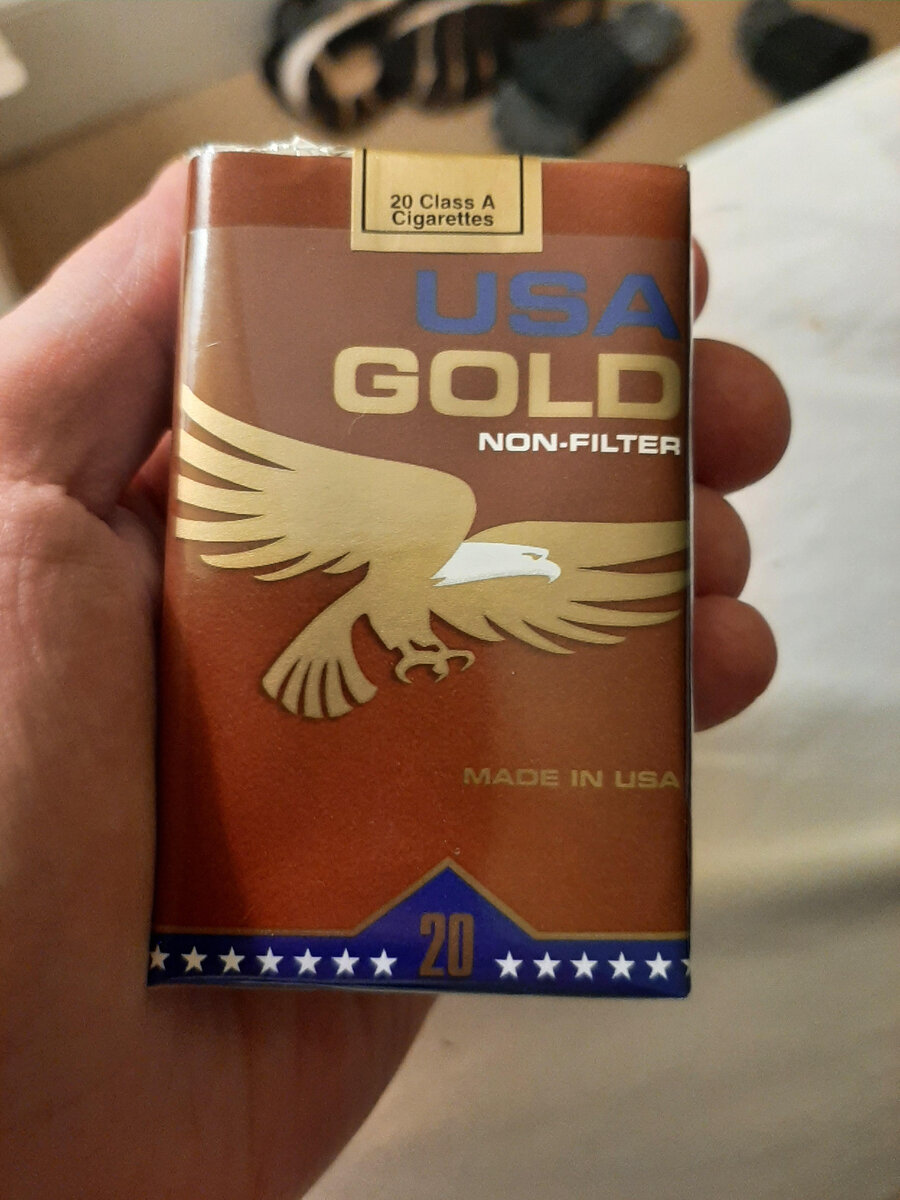 20 Class A
Cigarettes
USA
GOLD
NON-FILTER
MADE IN USA
20